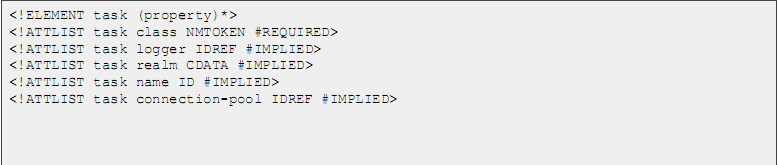 <!ELEMENT task (property)*>
<!ATTLIST task class NMTOKEN #REQUIRED>
<!ATTLIST task logger IDREF #IMPLIED>
<!ATTLIST task realm CDATA #IMPLIED>
<!ATTLIST task name ID #IMPLIED>
<!ATTLIST task connection-pool IDREF #IMPLIED>